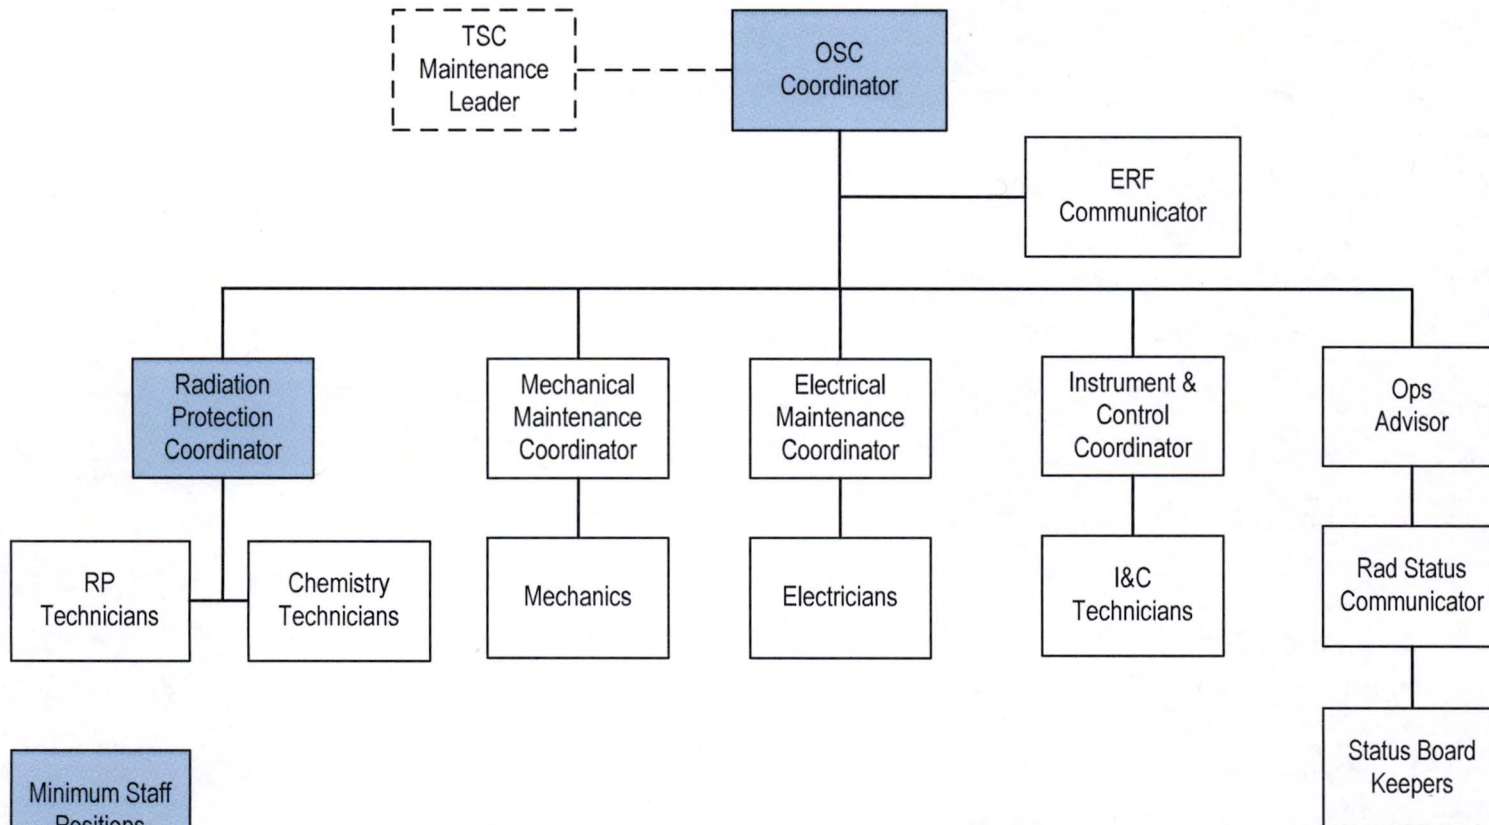 TSC
Maintenance
Leader
OSC
Coordinator
ERF
Communicator
Radiation
Protection
Coordinator
Mechanical
Maintenance
Coordinator
Electrical
Maintenance
Coordinator
Instrument &
Control
Coordinator
Ops
Advisor
RP
Technicians
Chemistry
Technicians
Mechanics
Electricians
I&C
Technicians
Rad Status
Communicator
Status Board
Keepers
Minimum Staff
Positions